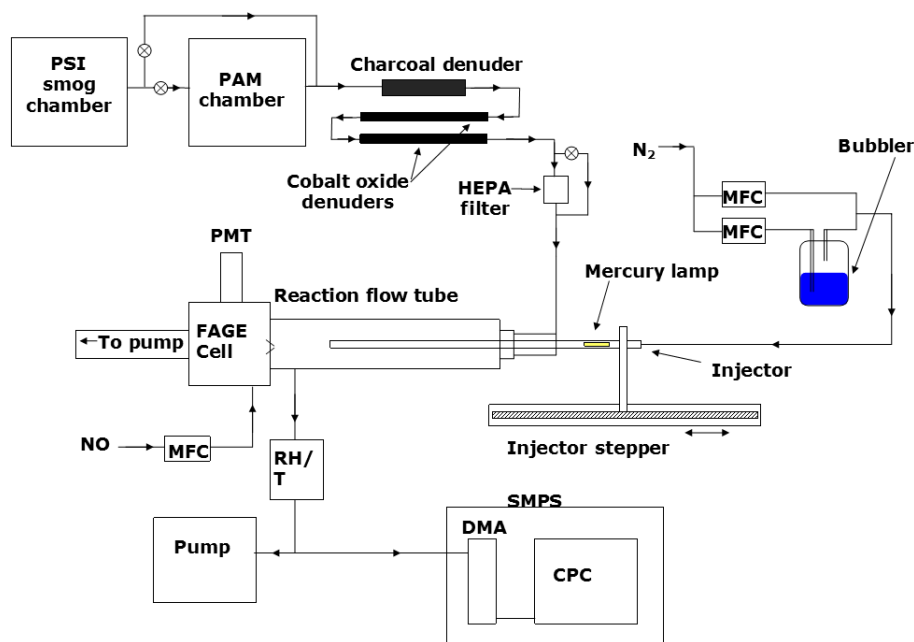 PSI
smog
chamber
PAM
chamber
Charcoal denuder
Cobalt oxide
denuders
HEPA
filter
N₂
MFC
MFC
Bubbler
PMT
Reaction flow tube
Mercury lamp
To pump
FAGE
Cell
Injector
NO
MFC
RH/
T
Injector stepper
Pump
SMPS
DMA
CPC